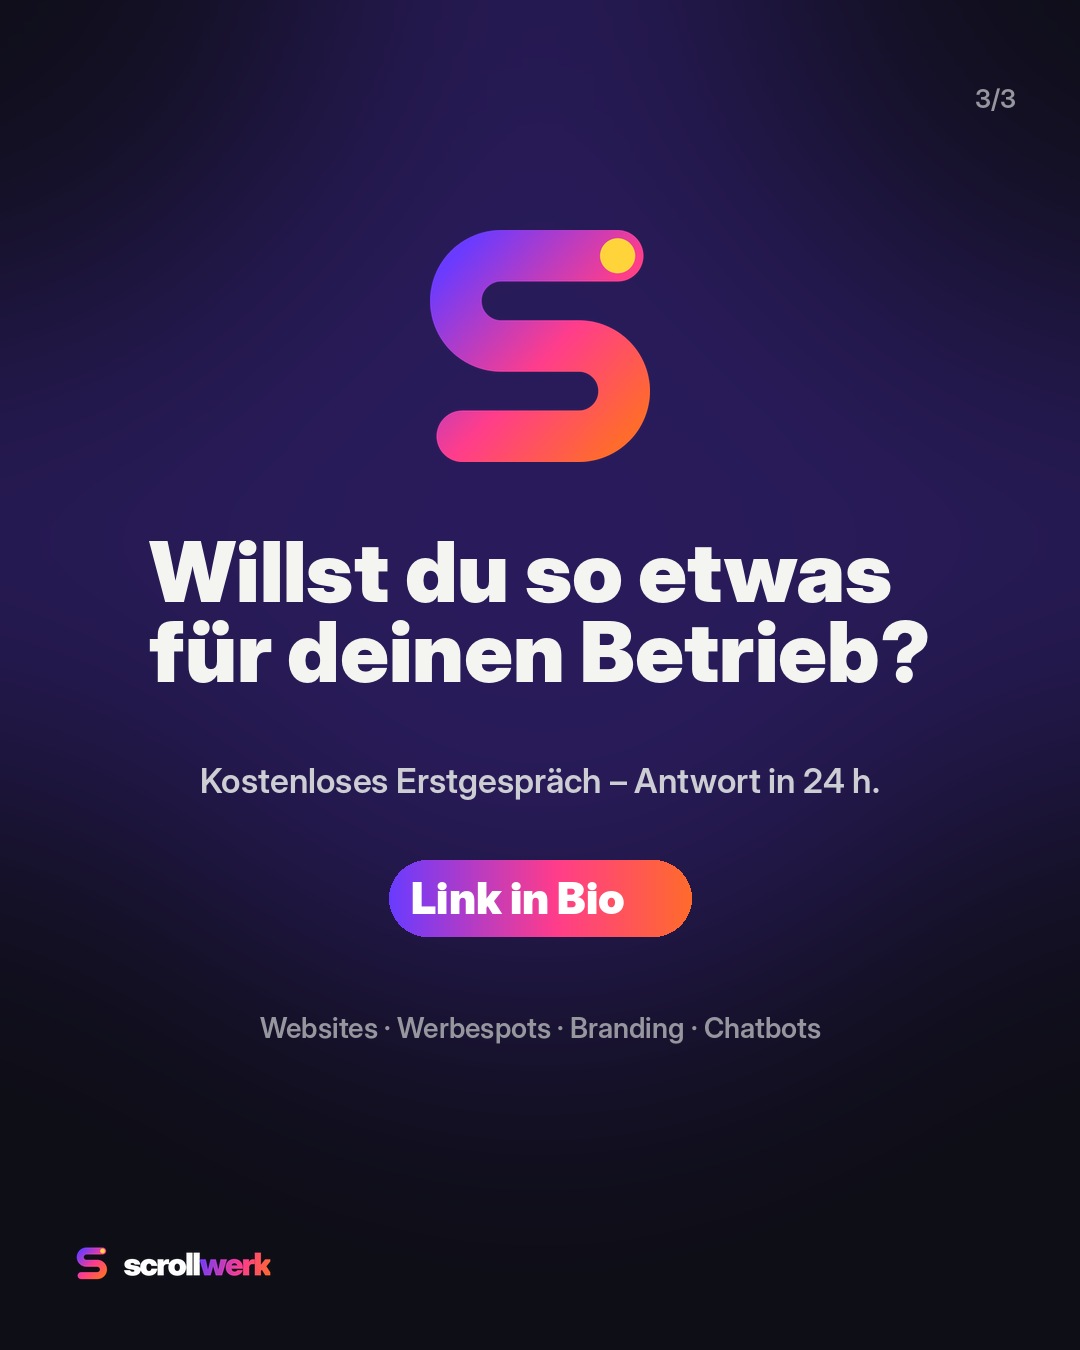 3/3
Willst du so etwas
für deinen Betrieb?
Kostenloses Erstgespräch – Antwort in 24 h.
Link in Bio
Websites · Werbespots · Branding · Chatbots
scrollwerk